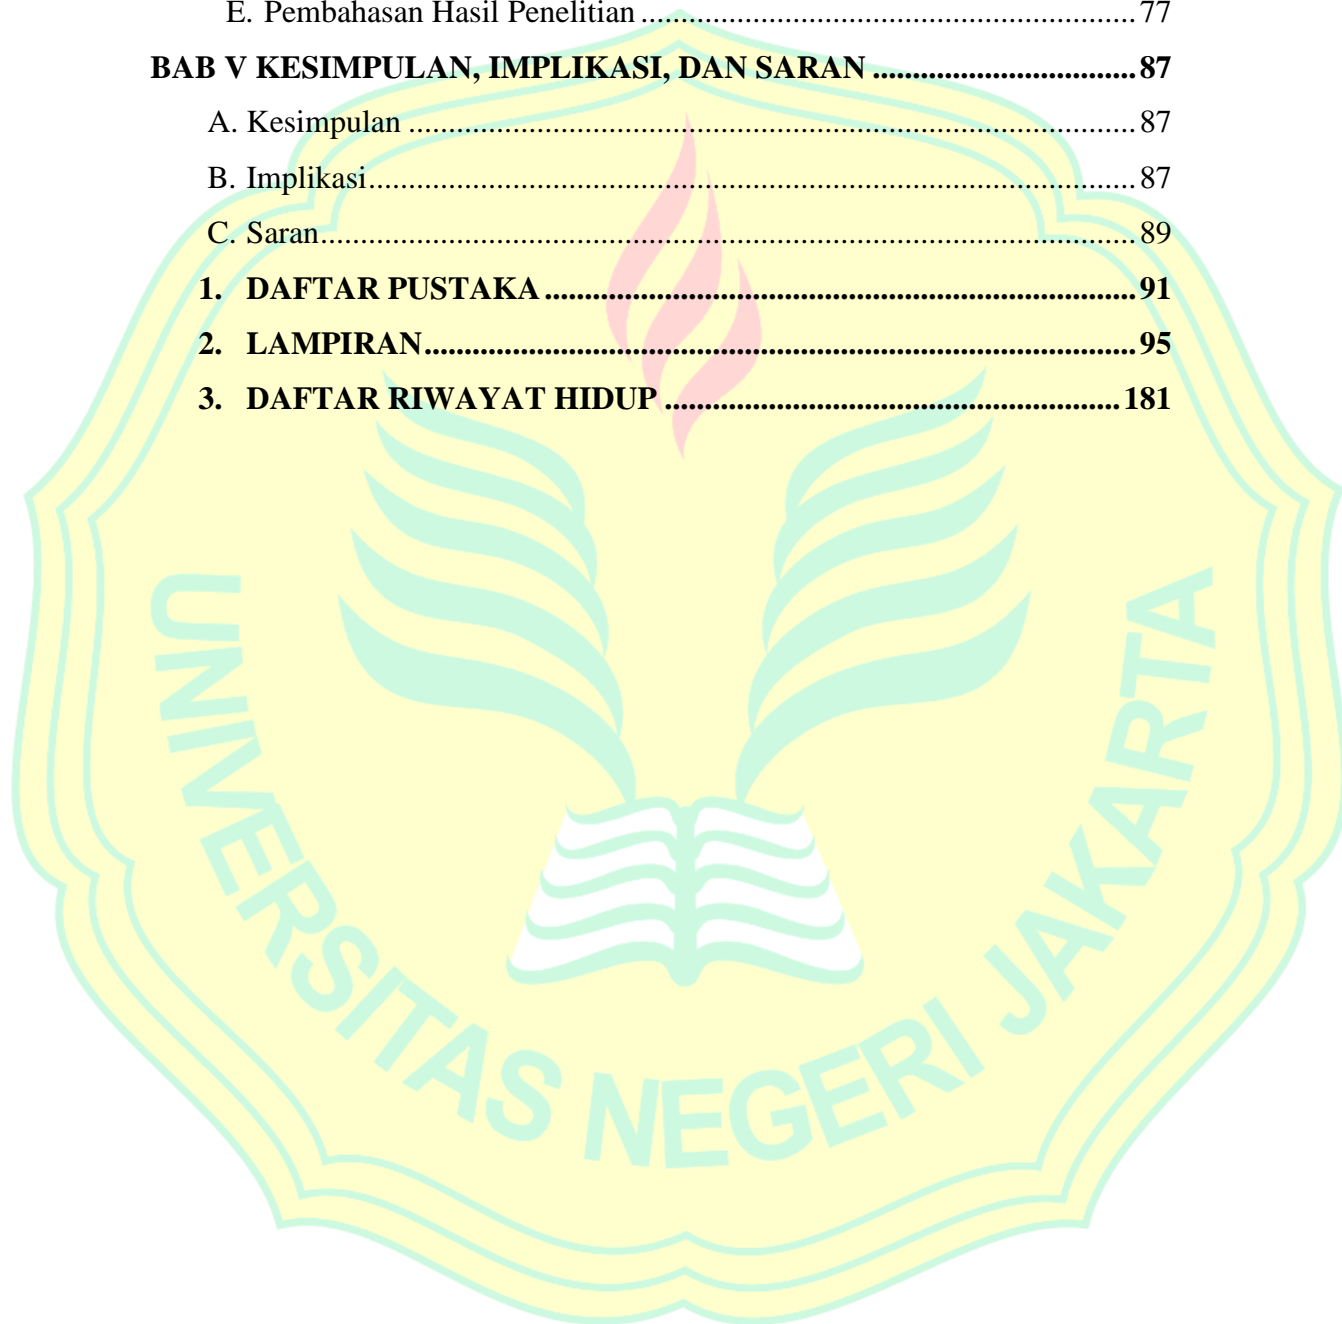 E. Pembahasan Hasil Penelitian ............................................................... 77
BAB V KESIMPULAN, IMPLIKASI, DAN SARAN .................................. 87
A. Kesimpulan ............................................................................................ 87
B. Implikasi................................................................................................. 87
C. Saran....................................................................................................... 89
1. DAFTAR PUSTAKA ............................................................................ 91
2. LAMPIRAN........................................................................................... 95
3. DAFTAR RIWAYAT HIDUP .......................................................... 181
UNIVERSITAS NEGERI JAKARTA